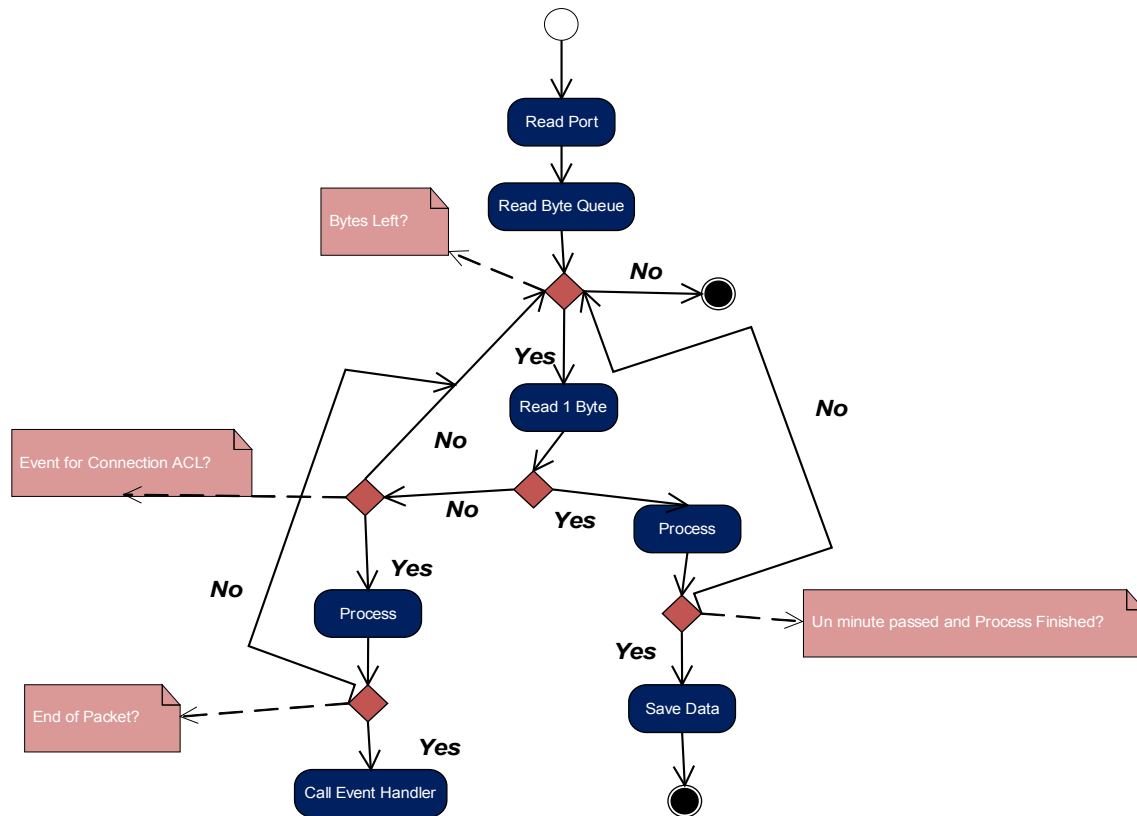 Read Port
Bytes Left?
Read Byte Queue
No
Yes
Read 1 Byte
No
No
Event for Connection ACL?
No
Yes
Process
Yes
No
Process
Un minute passed and Process Finished?
Yes
End of Packet?
Save Data
Yes
Call Event Handler